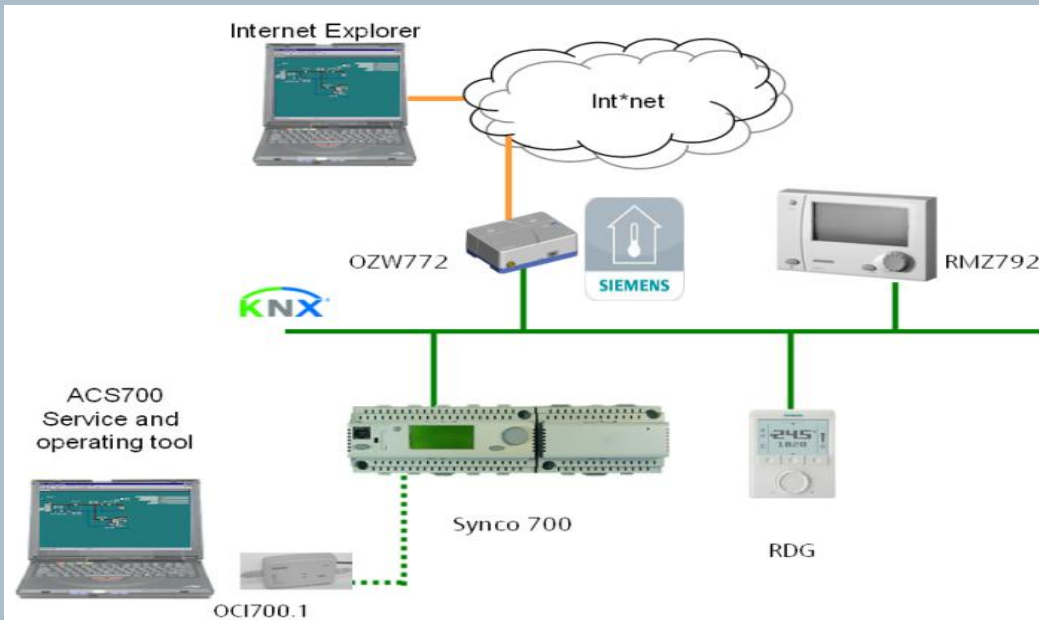 Internet Explorer
Int*net
OZW772
SIEMENS
RMZ792
KNX
ACS700
Service and
operating tool
Synco 700
RDG
OCI700.1